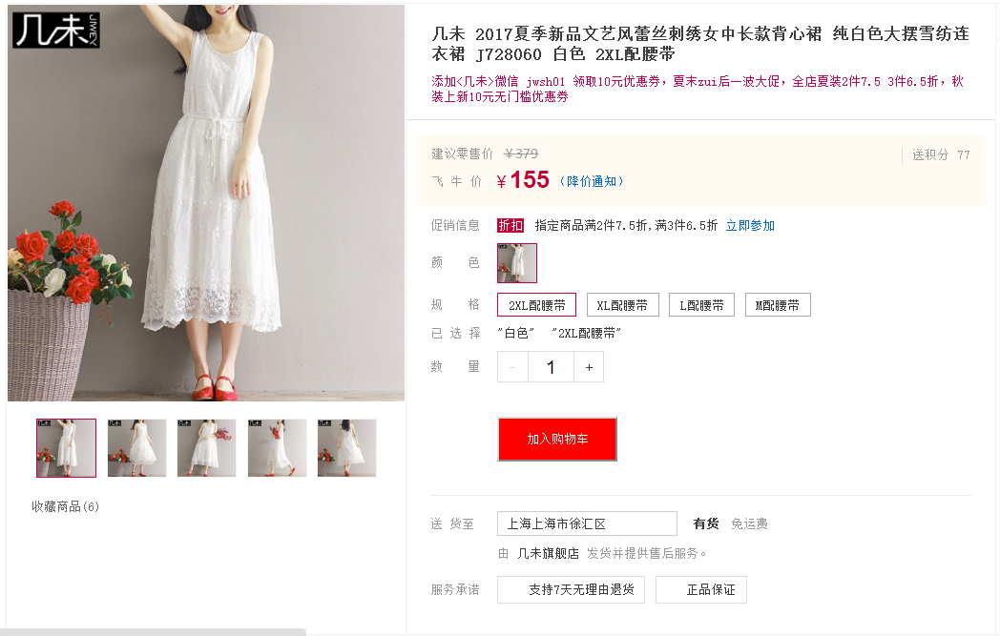 几未 JIWEX
几未 2017夏季新品文艺风蕾丝刺绣女中长款背心裙 纯白色大摆雪纺连
衣裙 J728060 白色 2XL配腰带
添加<几未>微信 jwsh01 领取10元优惠券，夏末zui后一波大促，全店夏装2件7.5 3件6.5折，秋
装上新10元无门槛优惠券
建议零售价 ￥379 送积分 77
飞 牛 价 ￥155 （降价通知）
促销信息 折扣 指定商品满2件7.5折,满3件6.5折 立即参加
颜 色
规 格 2XL配腰带 XL配腰带 L配腰带 M配腰带
已 选 择 "白色" "2XL配腰带"
数 量 - 1 +
加入购物车
收藏商品(6)
送 货至 上海上海市徐汇区 有货 免运费
由 几未旗舰店 发货并提供售后服务。
服务承诺 支持7天无理由退货 正品保证